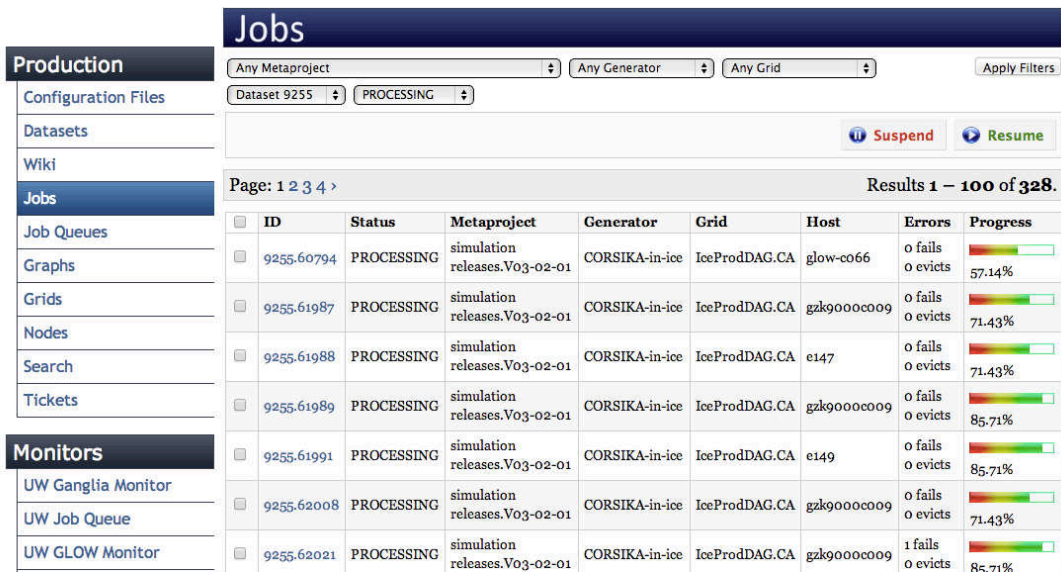 Jobs
Production
Configuration Files
Datasets
Wiki
Jobs
Job Queues
Graphs
Grids
Nodes
Search
Tickets
Monitors
UW Ganglia Monitor
UW Job Queue
UW GLOW Monitor
Any Metaproject Any Generator Any Grid Apply Filters
Dataset 9255 PROCESSING
Suspend Resume
Page: 1 2 3 4 › Results 1 – 100 of 328.
ID Status Metaproject Generator Grid Host Errors Progress
9255.60794 PROCESSING simulation releases.V03-02-01 CORSIKA-in-ice IceProdDAG.CA glow-c066 0 fails 0 evicts 57.14%
9255.61987 PROCESSING simulation releases.V03-02-01 CORSIKA-in-ice IceProdDAG.CA gzk9000c009 0 fails 0 evicts 71.43%
9255.61988 PROCESSING simulation releases.V03-02-01 CORSIKA-in-ice IceProdDAG.CA e147 0 fails 0 evicts 71.43%
9255.61989 PROCESSING simulation releases.V03-02-01 CORSIKA-in-ice IceProdDAG.CA gzk9000c009 0 fails 0 evicts 85.71%
9255.61991 PROCESSING simulation releases.V03-02-01 CORSIKA-in-ice IceProdDAG.CA e149 0 fails 0 evicts 85.71%
9255.62008 PROCESSING simulation releases.V03-02-01 CORSIKA-in-ice IceProdDAG.CA gzk9000c009 0 fails 0 evicts 71.43%
9255.62021 PROCESSING simulation releases.V03-02-01 CORSIKA-in-ice IceProdDAG.CA gzk9000c009 1 fails 0 evicts 85.71%